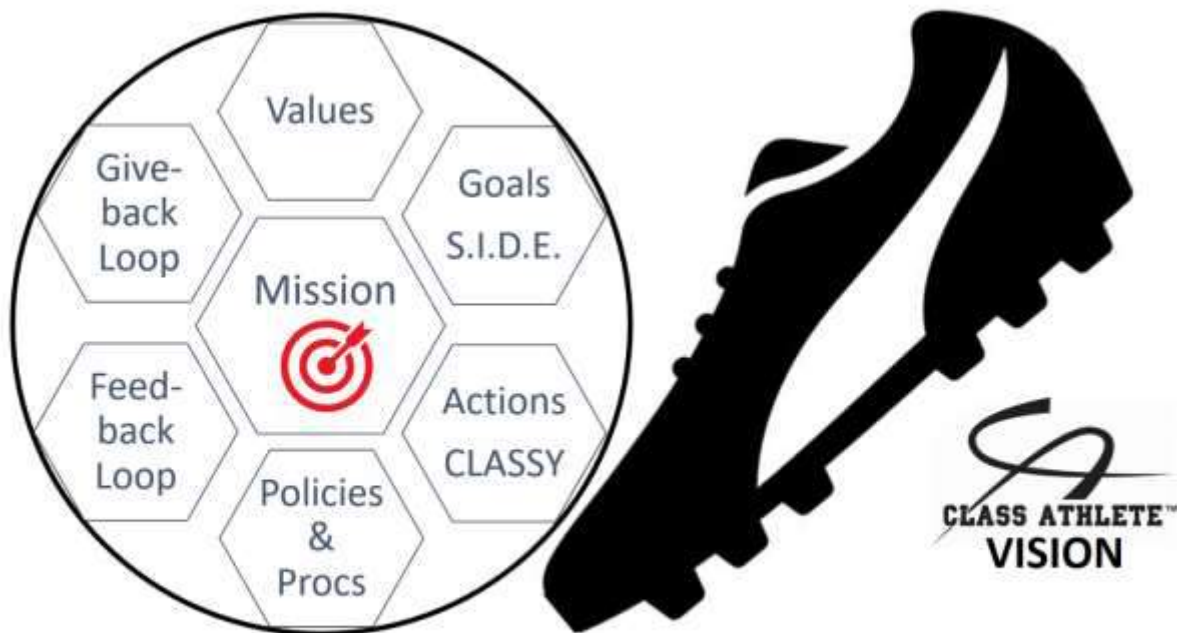 Values
Goals
S.I.D.E.
Actions
CLASSY
Policies
&
Procs
Feed-
back
Loop
Give-
back
Loop
Mission
CLASS ATHLETE™
VISION